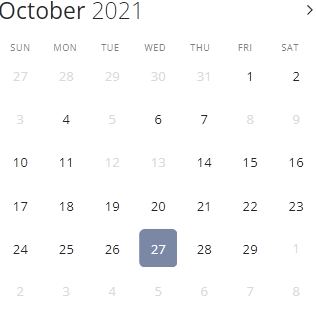 October 2021
SUN MON TUE WED THU FRI SAT
27 28 29 30 31 1 2
3 4 5 6 7 8 9
10 11 12 13 14 15 16
17 18 19 20 21 22 23
24 25 26 27 28 29 1
2 3 4 5 6 7 8